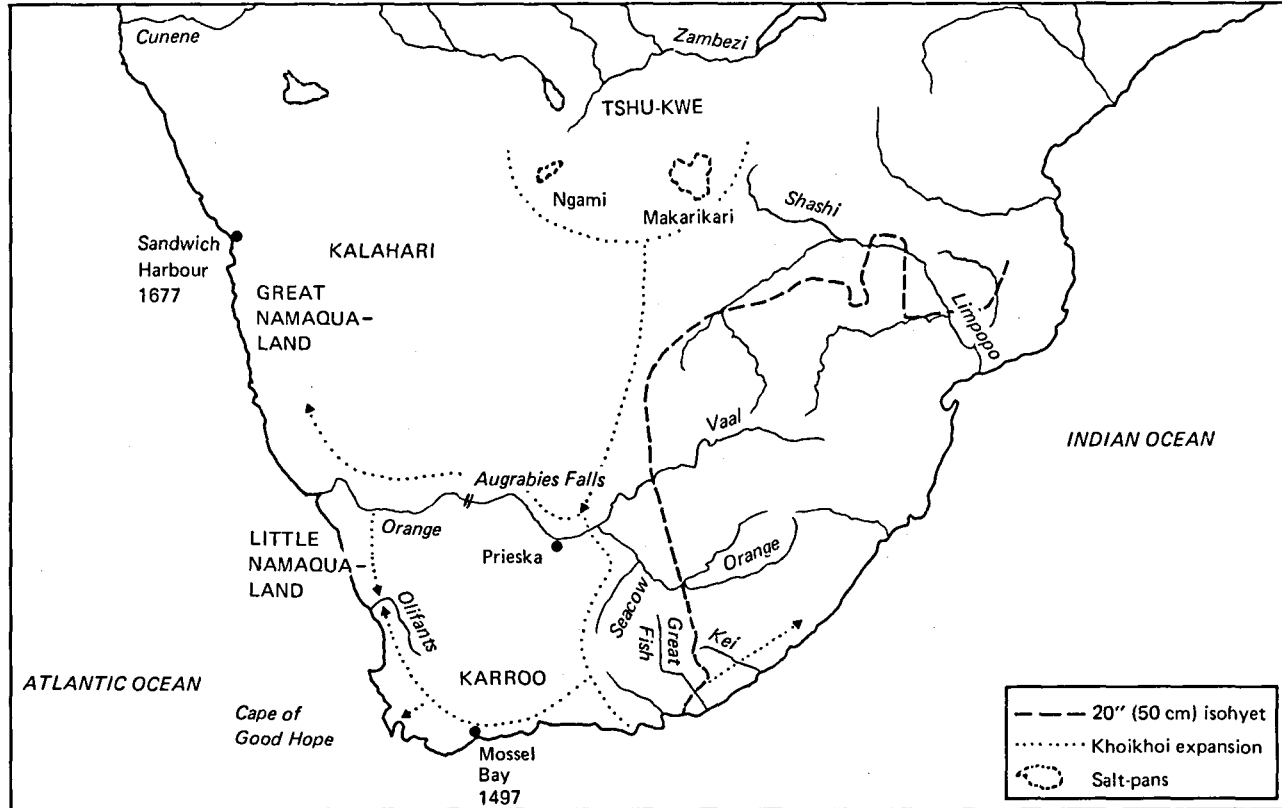 Cunene
Zambezi
TSHU-KWE
Ngami
Makarikari
Shashi
Sandwich
Harbour
1677
KALAHARI
GREAT
NAMAQUA-
LAND
Limpopo
Vaal
INDIAN OCEAN
Augrabies Falls
Orange
LITTLE
NAMAQUA-
LAND
Prieska
Orange
Olifants
Seacow
Great
Fish
Kei
KARROO
ATLANTIC OCEAN
Cape of
Good Hope
Mossel
Bay
1497
20" (50 cm) isohyet
Khoikhoi expansion
Salt-pans